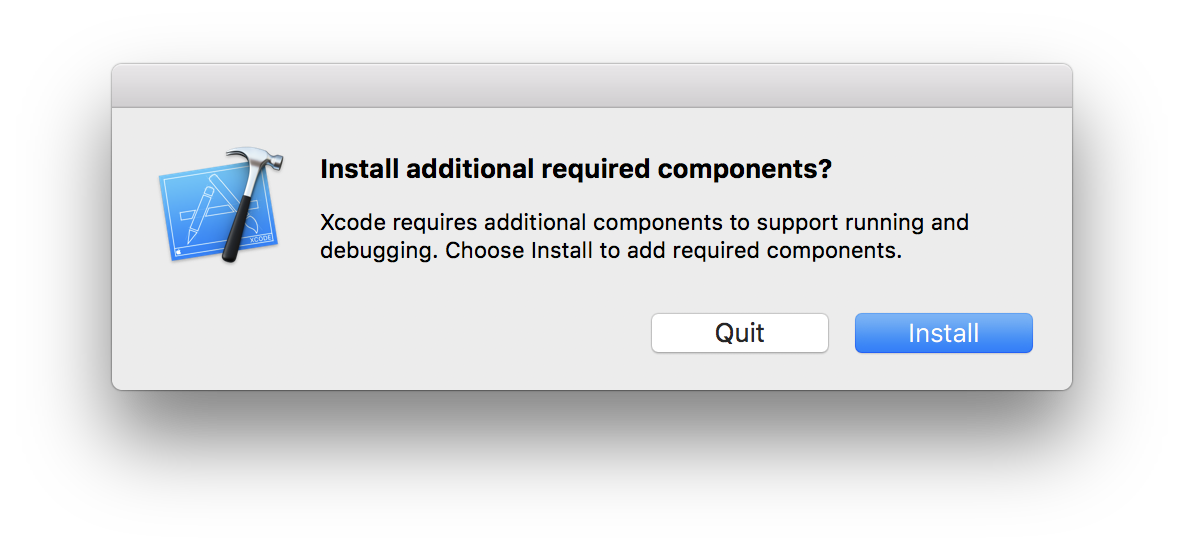 Install additional required components?
Xcode requires additional components to support running and
debugging. Choose Install to add required components.
XCODE
Quit
Install